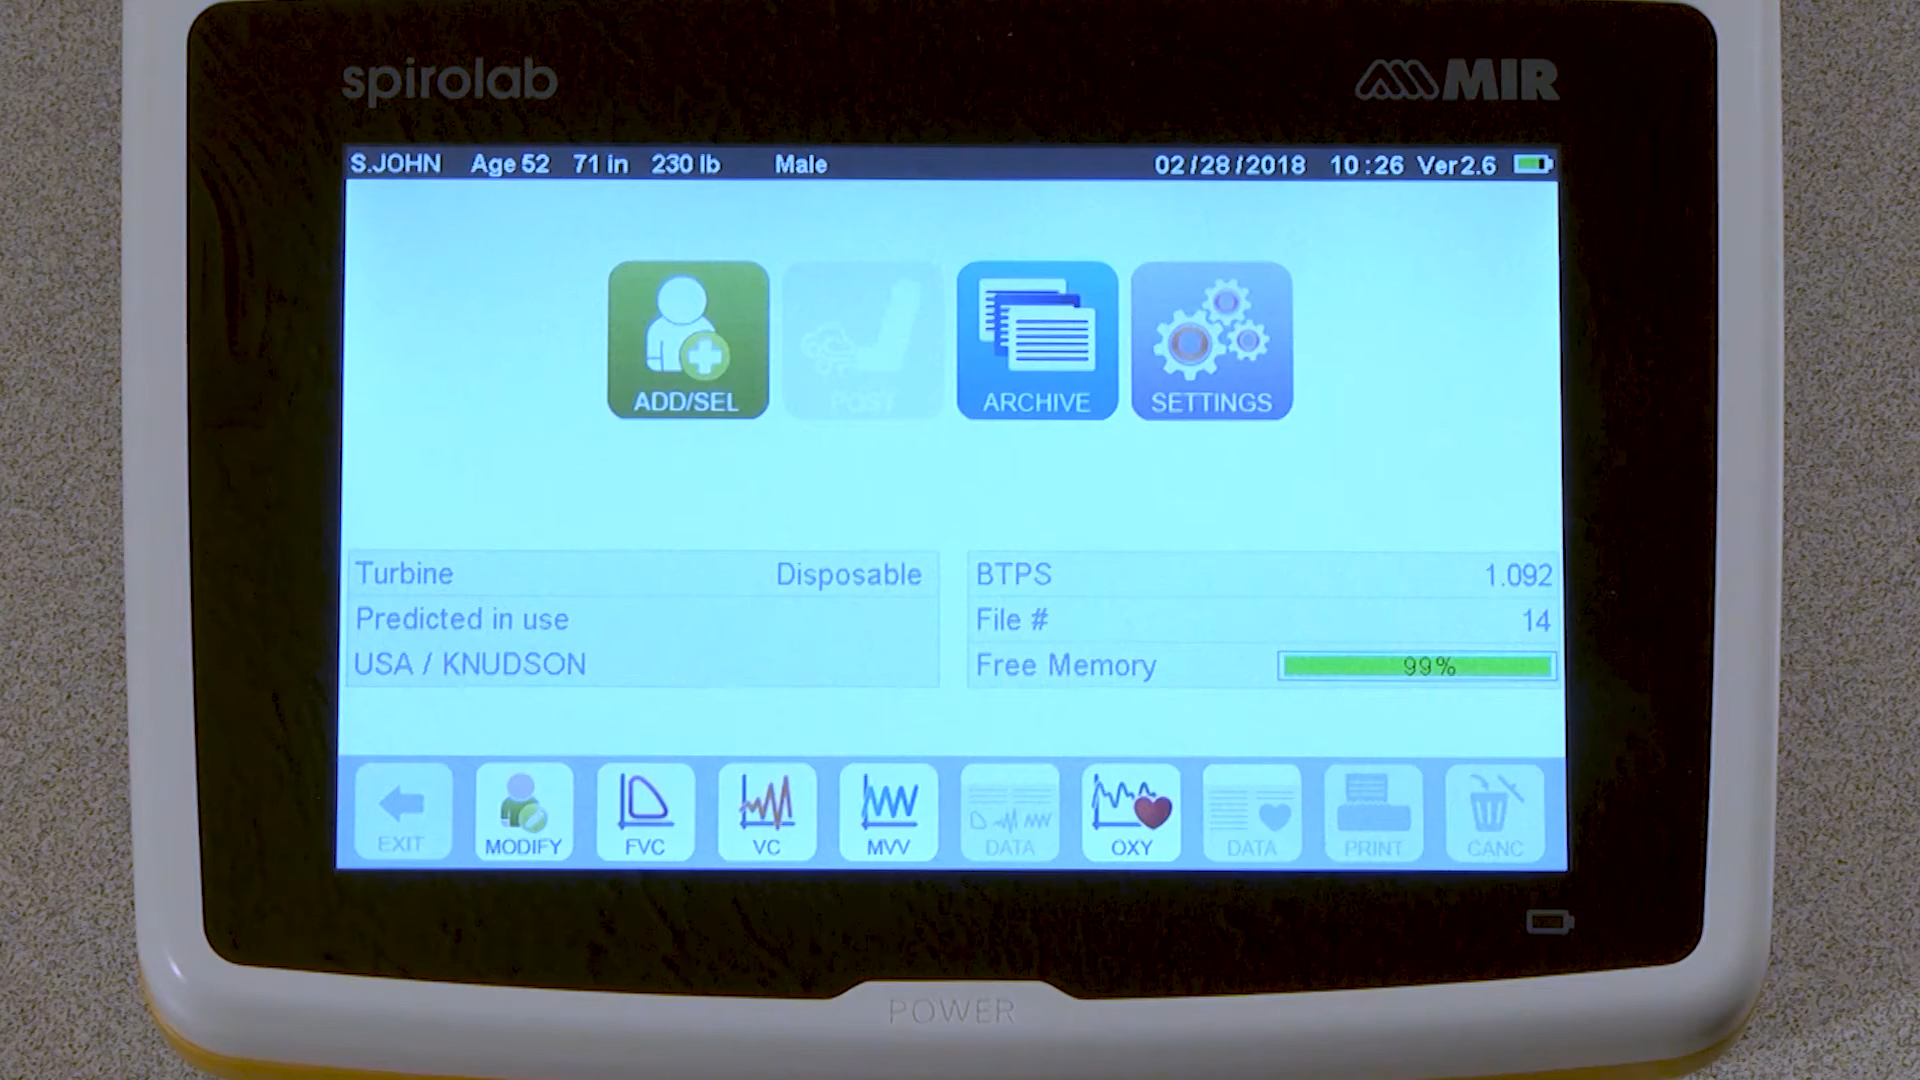 spirolab MIR
S.JOHN Age 52 71 in 230 lb Male 02/28/2018 10:26 Ver2.6
ADD/SEL POST ARCHIVE SETTINGS
Turbine Disposable
Predicted in use
USA / KNUDSON
BTPS 1.092
File # 14
Free Memory 99%
EXIT MODIFY FVC VC MVV DATA OXY DATA PRINT CANC
POWER